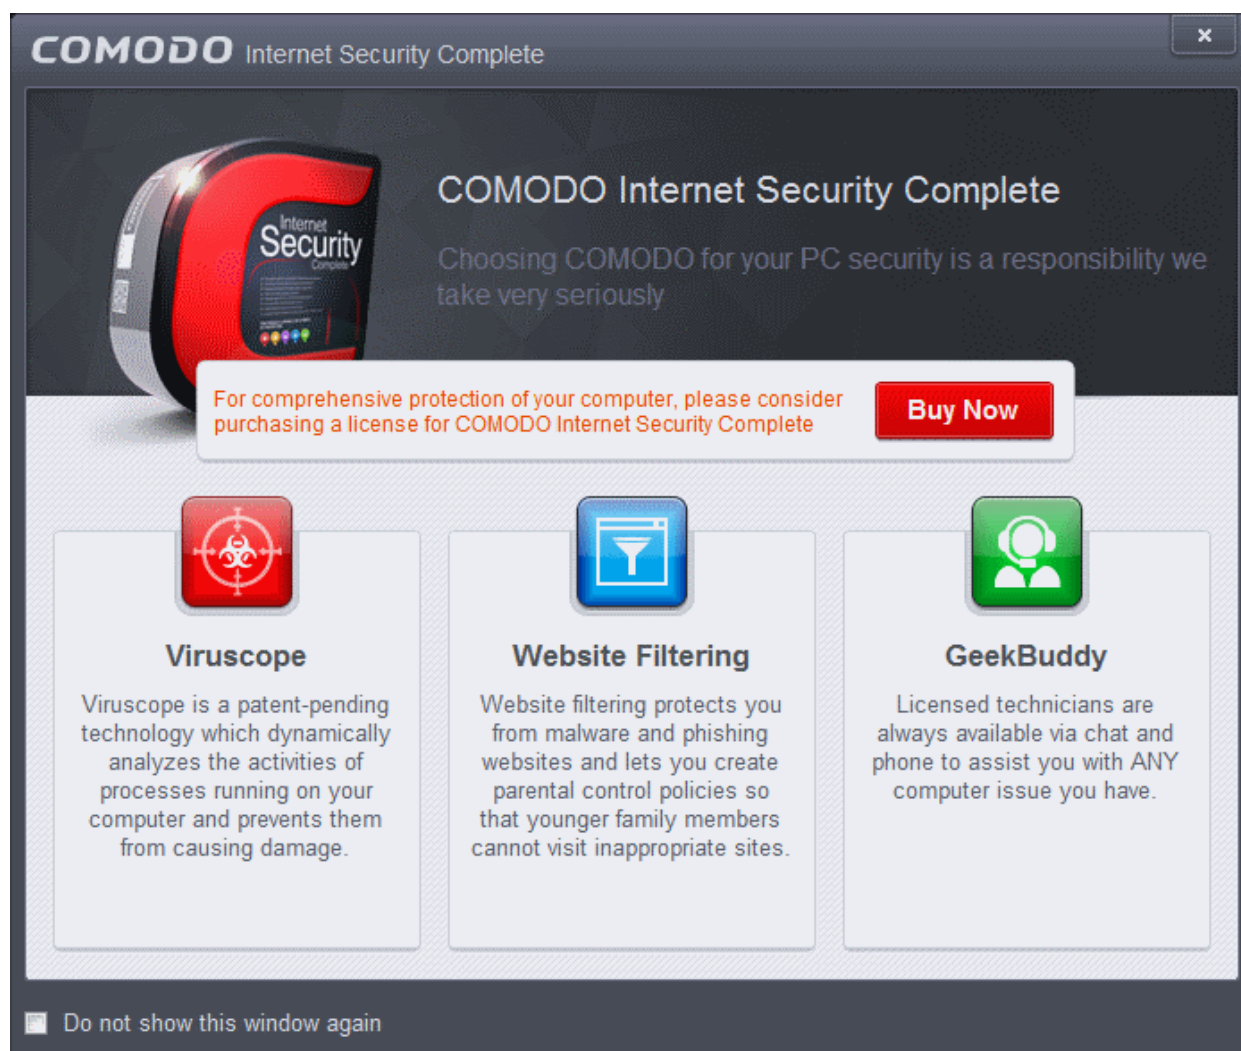 COMODO Internet Security Complete
COMODO Internet Security Complete
Choosing COMODO for your PC security is a responsibility we
take very seriously
Internet
Security
Complete
For comprehensive protection of your computer, please consider
purchasing a license for COMODO Internet Security Complete
Buy Now
Viruscope
Viruscope is a patent-pending
technology which dynamically
analyzes the activities of
processes running on your
computer and prevents them
from causing damage.
Website Filtering
Website filtering protects you
from malware and phishing
websites and lets you create
parental control policies so
that younger family members
cannot visit inappropriate sites.
GeekBuddy
Licensed technicians are
always available via chat and
phone to assist you with ANY
computer issue you have.
Do not show this window again